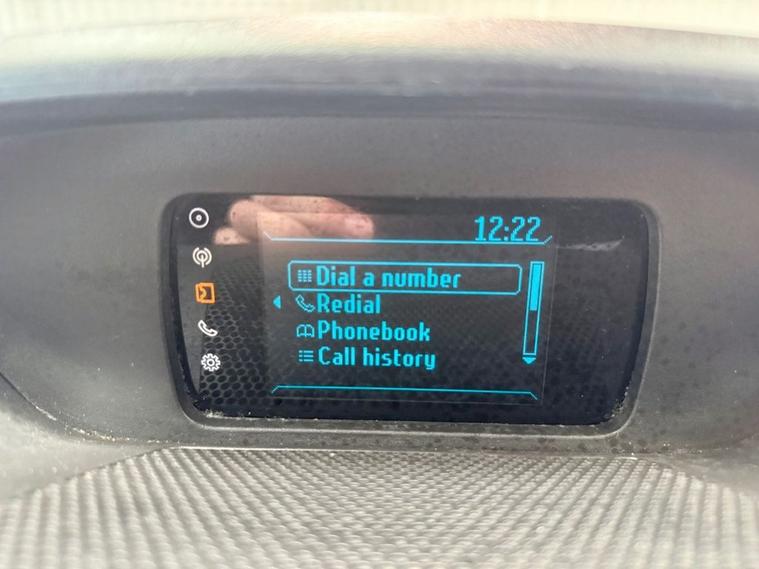 12:22
Dial a number
Redial
Phonebook
Call history